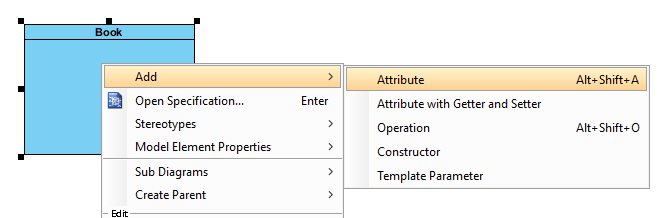 Book
Add
Open Specification... Enter
Stereotypes
Model Element Properties
Sub Diagrams
Create Parent
Edit
Attribute Alt+Shift+A
Attribute with Getter and Setter
Operation Alt+Shift+O
Constructor
Template Parameter